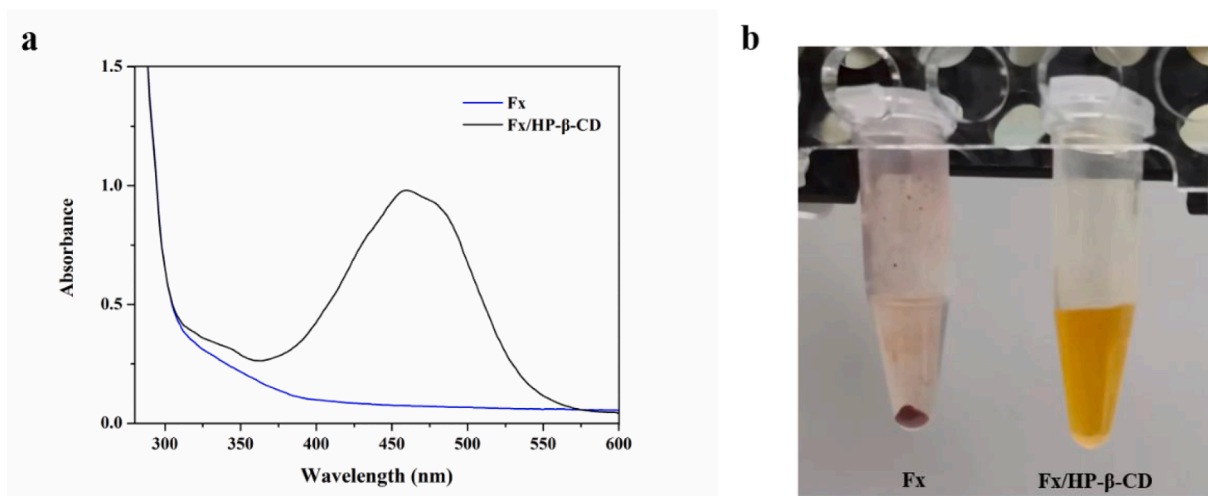 a
b
1.5
1.0
0.5
0.0
Absorbance
Fx
Fx/HP-β-CD
300 350 400 450 500 550 600
Wavelength (nm)
Fx Fx/HP-β-CD